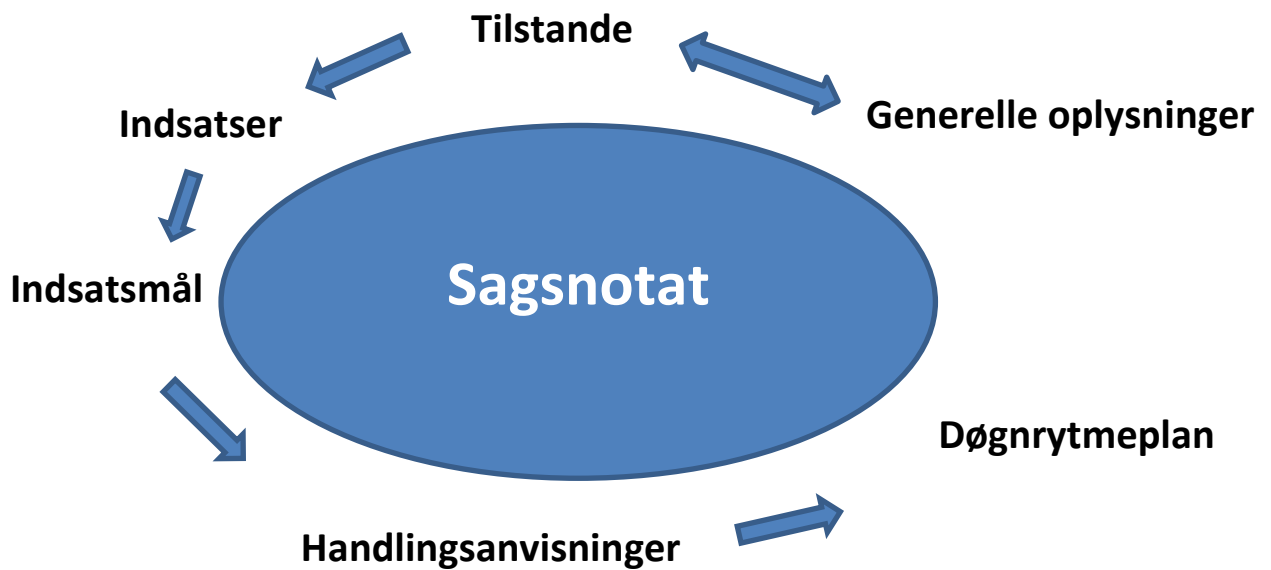 Tilstande
Generelle oplysninger
Indsatser
Sagsnotat
Indsatsmål
Døgnrytmeplan
Handlingsanvisninger